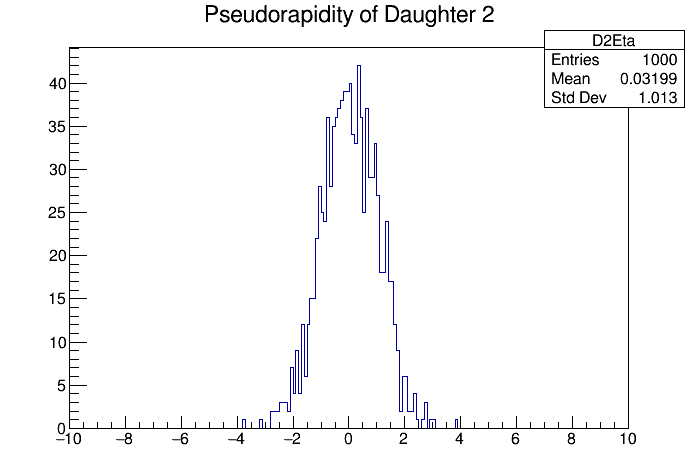 Pseudorapidity of Daughter 2
D2Eta
Entries 1000
Mean 0.03199
Std Dev 1.013
40
35
30
25
20
15
10
5
0
−10 −8 −6 −4 −2 0 2 4 6 8 10